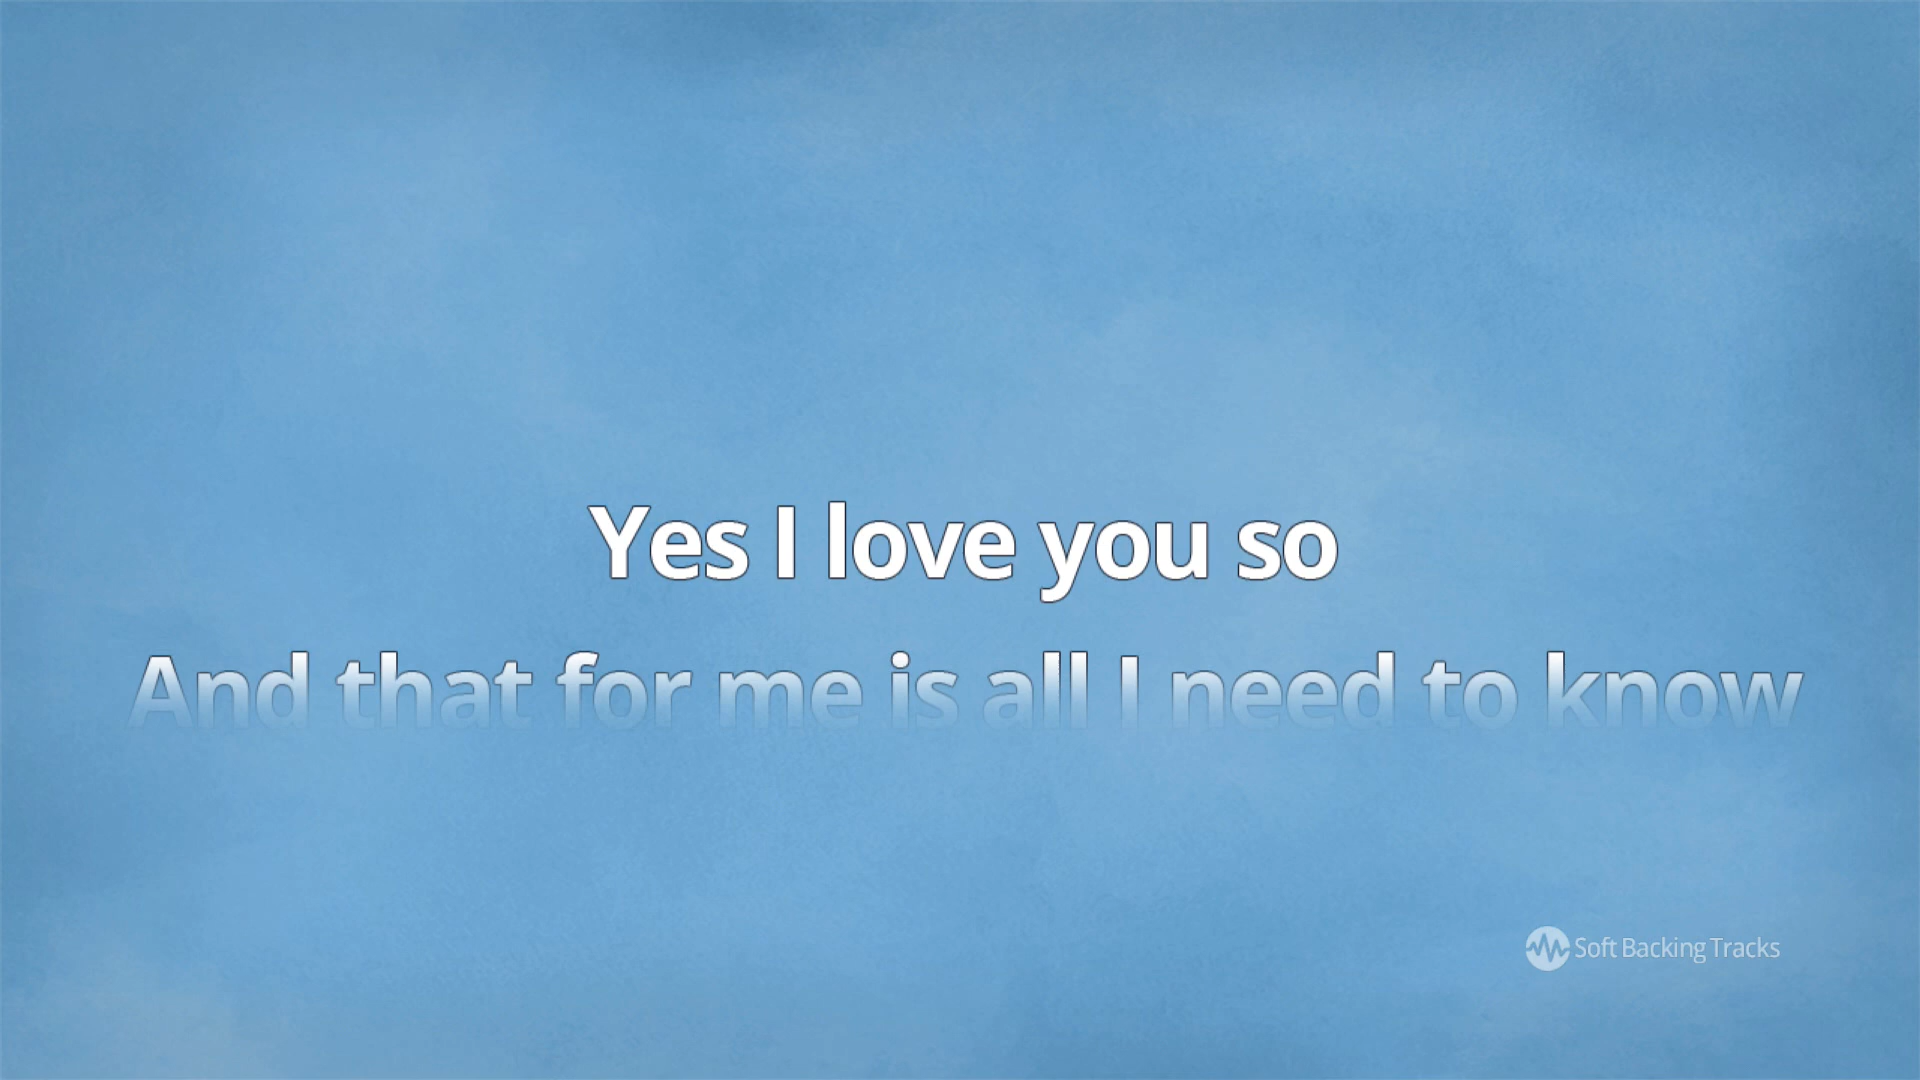 Yes I love you so
And that for me is all I need to know
Soft Backing Tracks